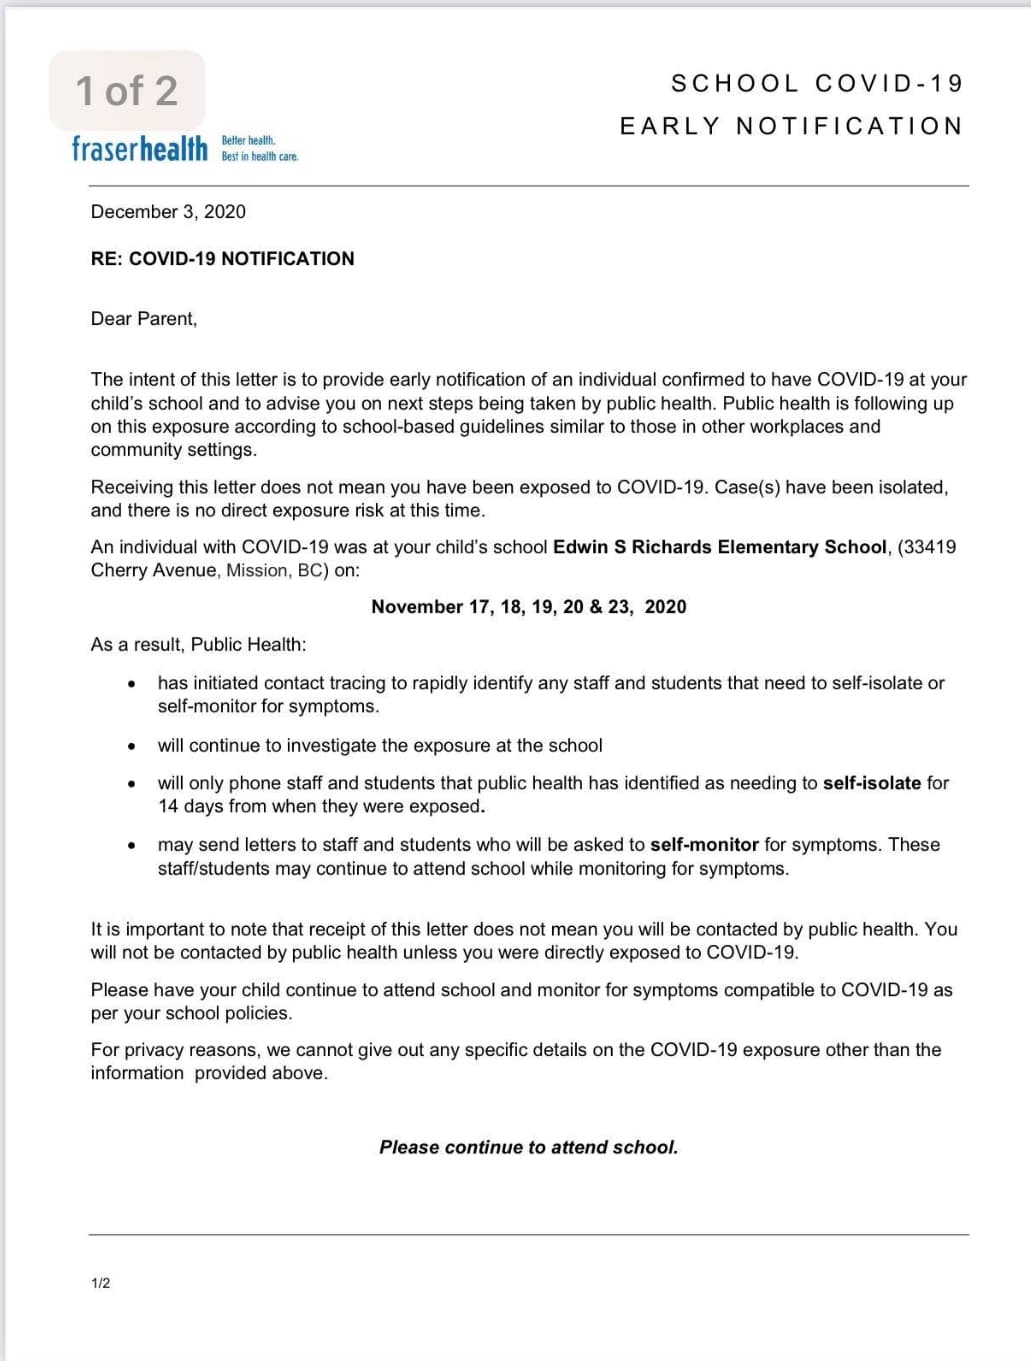 1 of 2
SCHOOL COVID-19
EARLY NOTIFICATION
fraserhealth
Better health.
Best in health care.
December 3, 2020
RE: COVID-19 NOTIFICATION
Dear Parent,
The intent of this letter is to provide early notification of an individual confirmed to have COVID-19 at your
child’s school and to advise you on next steps being taken by public health. Public health is following up
on this exposure according to school-based guidelines similar to those in other workplaces and
community settings.
Receiving this letter does not mean you have been exposed to COVID-19. Case(s) have been isolated,
and there is no direct exposure risk at this time.
An individual with COVID-19 was at your child’s school Edwin S Richards Elementary School, (33419
Cherry Avenue, Mission, BC) on:
November 17, 18, 19, 20 & 23, 2020
As a result, Public Health:
• has initiated contact tracing to rapidly identify any staff and students that need to self-isolate or
self-monitor for symptoms.
• will continue to investigate the exposure at the school
• will only phone staff and students that public health has identified as needing to self-isolate for
14 days from when they were exposed.
• may send letters to staff and students who will be asked to self-monitor for symptoms. These
staff/students may continue to attend school while monitoring for symptoms.
It is important to note that receipt of this letter does not mean you will be contacted by public health. You
will not be contacted by public health unless you were directly exposed to COVID-19.
Please have your child continue to attend school and monitor for symptoms compatible to COVID-19 as
per your school policies.
For privacy reasons, we cannot give out any specific details on the COVID-19 exposure other than the
information provided above.
Please continue to attend school.
1/2